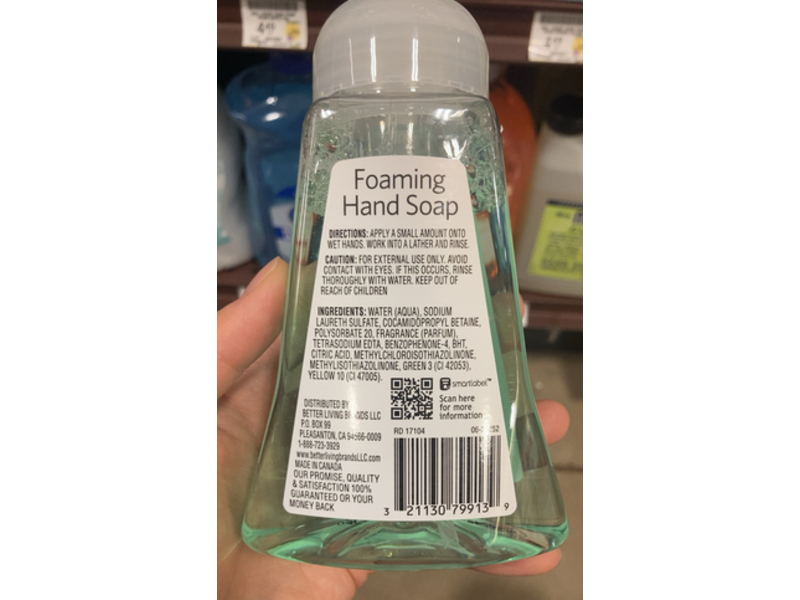 Foaming
Hand Soap
DIRECTIONS: APPLY A SMALL AMOUNT ONTO
WET HANDS. WORK INTO A LATHER AND RINSE.
CAUTION: FOR EXTERNAL USE ONLY. AVOID
CONTACT WITH EYES. IF THIS OCCURS, RINSE
THOROUGHLY WITH WATER. KEEP OUT OF
REACH OF CHILDREN
INGREDIENTS: WATER (AQUA), SODIUM
LAURETH SULFATE, COCAMIDOPROPYL BETAINE,
POLYSORBATE 20, FRAGRANCE (PARFUM),
TETRASODIUM EDTA, BENZOPHENONE-4, BHT,
CITRIC ACID, METHYLCHLOROISOTHIAZOLINONE,
METHYLISOTHIAZOLINONE, GREEN 3 (CI 42053),
YELLOW 10 (CI 47005).
smartlabel™
Scan here
for more
information
DISTRIBUTED BY
BETTER LIVING BRANDS LLC
P.O. BOX 99
PLEASANTON, CA 94566-0009
1-888-723-3929
www.betterlivingbrandsLLC.com
MADE IN CANADA
OUR PROMISE, QUALITY
& SATISFACTION 100%
GUARANTEED OR YOUR
MONEY BACK
RD 17104
3 21130 79913 9